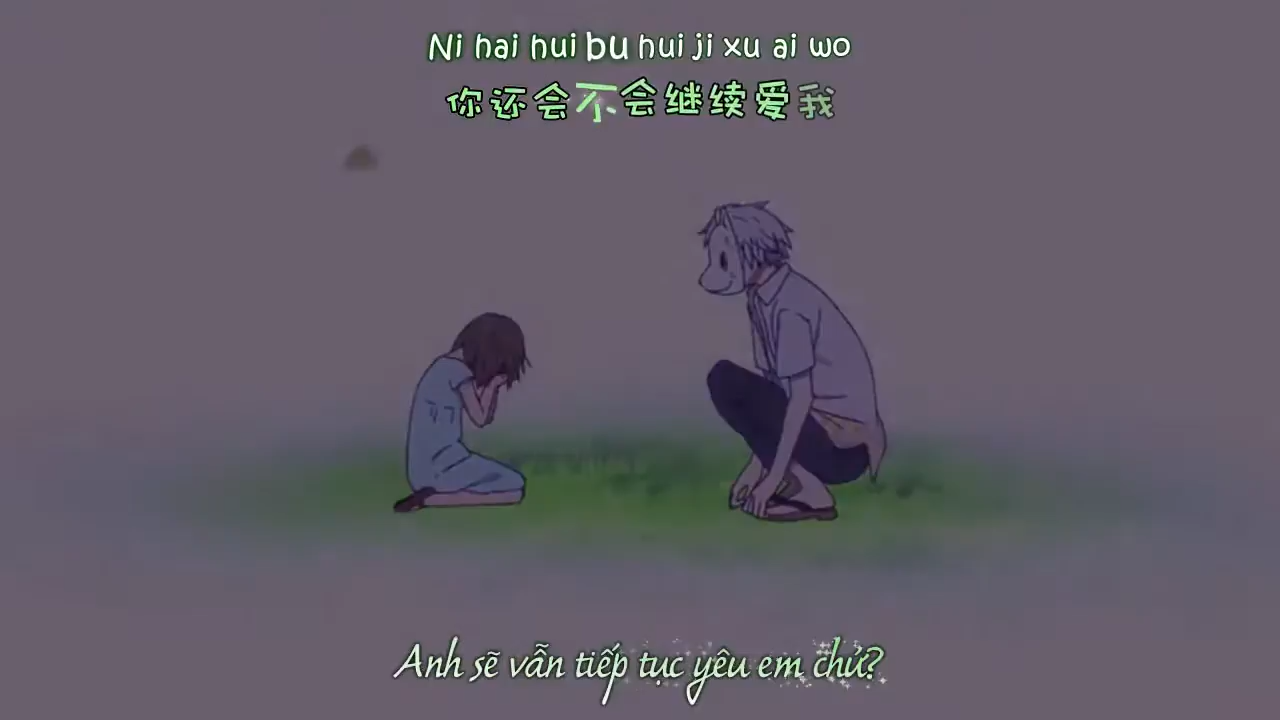 Ni hai hui bu hui ji xu ai wo
你还会不会继续爱我
Anh sẽ vẫn tiếp tục yêu em chứ?